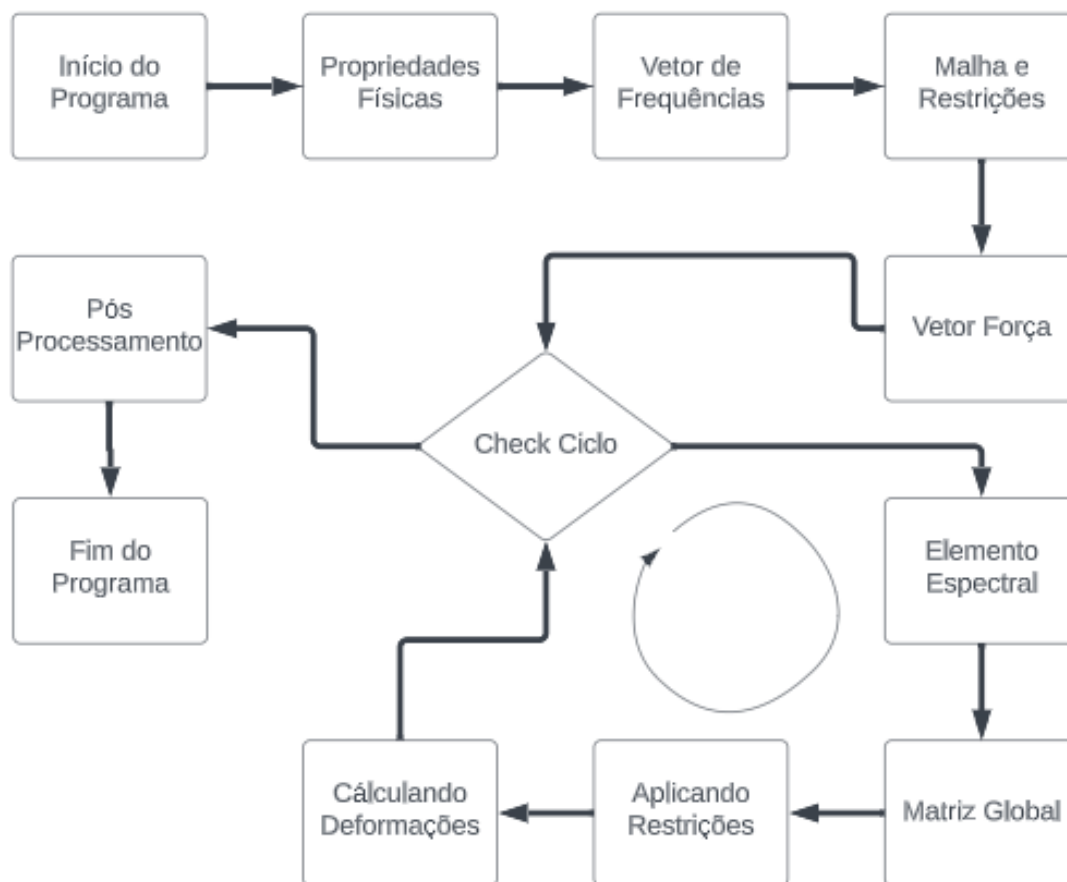 Início do
Programa
Propriedades
Físicas
Vetor de
Frequências
Malha e
Restrições
Vetor Força
Pós
Processamento
Check Ciclo
Fim do
Programa
Elemento
Espectral
Matriz Global
Aplicando
Restrições
Cálculando
Deformações